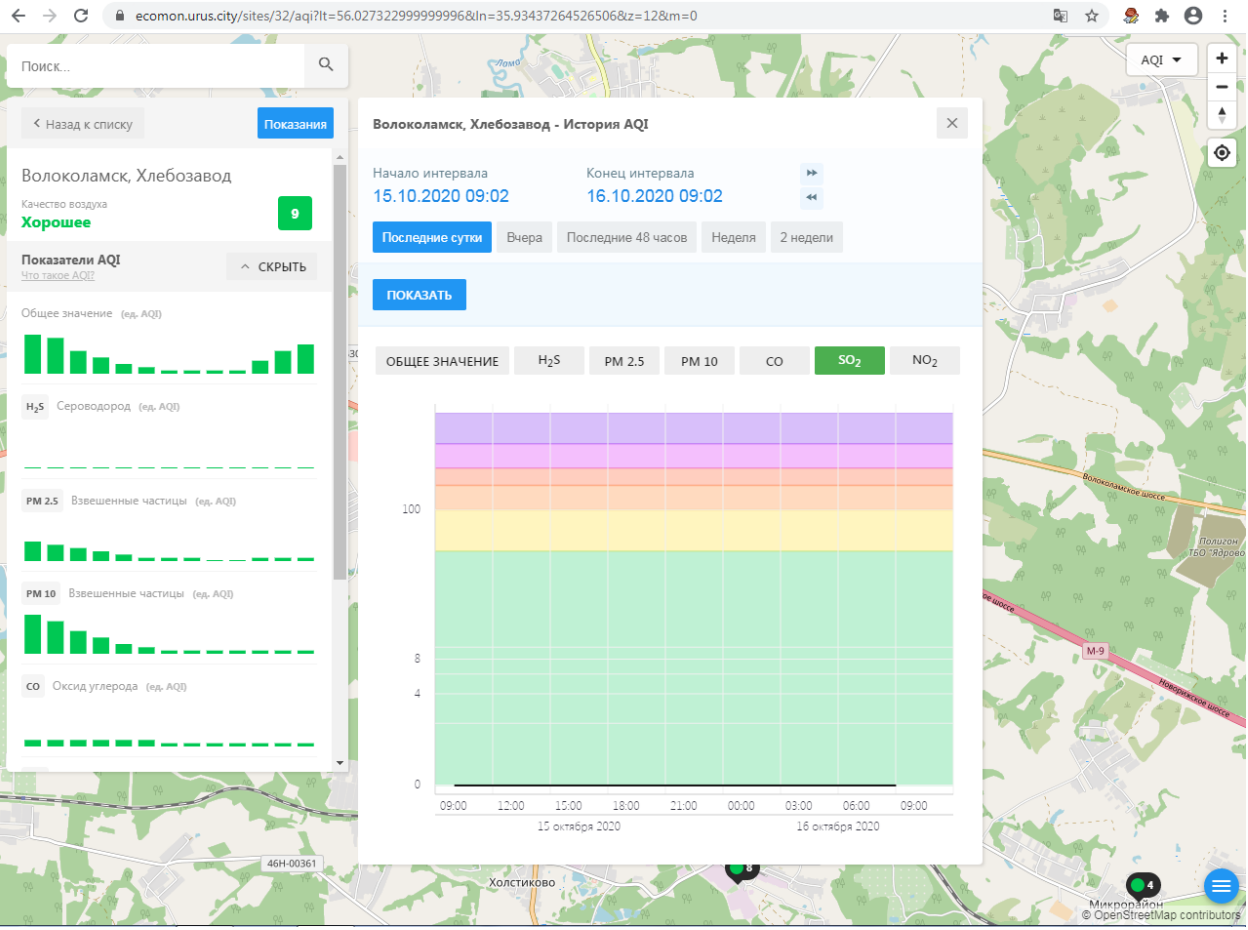 ecomon.urus.city/sites/32/aqi?lt=56.027322999999996&ln=35.93437264526506&z=12&m=0
Поиск...
AQI
Лама
Назад к списку
Показания
Волоколамск, Хлебозавод - История AQI
Волоколамск, Хлебозавод
Качество воздуха
Хорошее
9
Начало интервала
Конец интервала
15.10.2020 09:02
16.10.2020 09:02
Последние сутки
Вчера
Последние 48 часов
Неделя
2 недели
Показатели AQI
Что такое AQI?
СКРЫТЬ
ПОКАЗАТЬ
Общее значение (ед. AQI)
ОБЩЕЕ ЗНАЧЕНИЕ
H2S
PM 2.5
PM 10
CO
SO2
NO2
H2S Сероводород (ед. AQI)
PM 2.5 Взвешенные частицы (ед. AQI)
PM 10 Взвешенные частицы (ед. AQI)
CO Оксид углерода (ед. AQI)
100
8
4
0
09:00 12:00 15:00 18:00 21:00 00:00 03:00 06:00 09:00
15 октября 2020
16 октября 2020
Волоколамское шоссе
Полигон
ТБО "Ядрово
М-9
Новорижское шоссе
46Н-00361
Холстиково
8
4
Микрорайон
© OpenStreetMap contributors